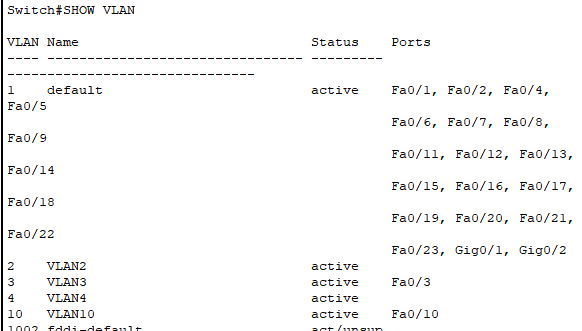 Switch#SHOW VLAN
VLAN Name Status Ports
---- -------------------------------- ---------
-------------------------------
1 default active Fa0/1, Fa0/2, Fa0/4,
Fa0/5
Fa0/6, Fa0/7, Fa0/8,
Fa0/9
Fa0/11, Fa0/12, Fa0/13,
Fa0/14
Fa0/15, Fa0/16, Fa0/17,
Fa0/18
Fa0/19, Fa0/20, Fa0/21,
Fa0/22
Fa0/23, Gig0/1, Gig0/2
2 VLAN2 active
3 VLAN3 active Fa0/3
4 VLAN4 active
10 VLAN10 active Fa0/10
1002 fddi-default act/unsup